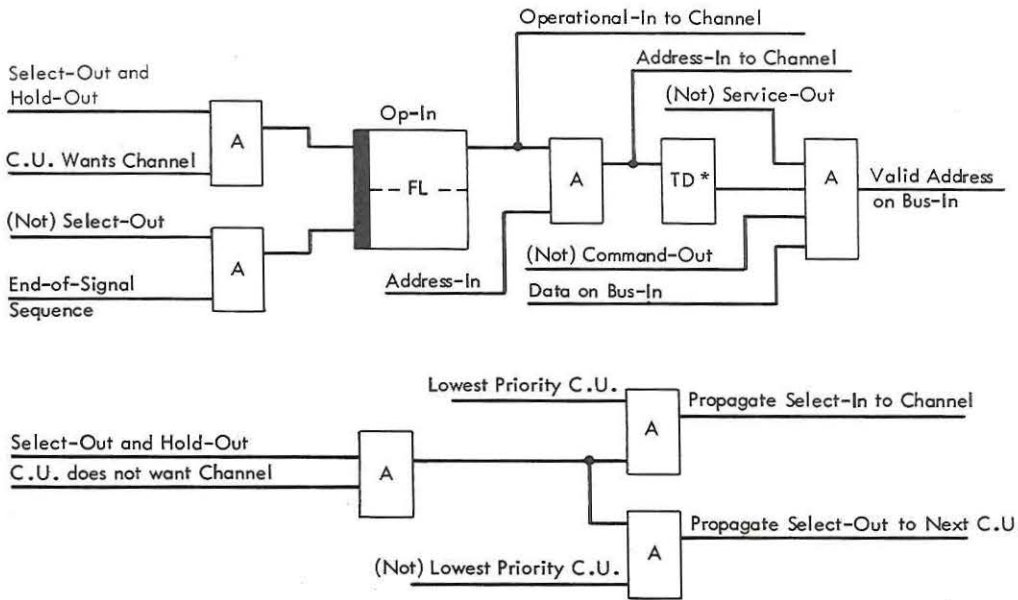 Operational-In to Channel
Select-Out and
Hold-Out
Address-In to Channel
(Not) Service-Out
Op-In
A
C.U. Wants Channel
FL
A
TD *
A
Valid Address
on Bus-In
(Not) Select-Out
A
End-of-Signal
Sequence
Address-In
(Not) Command-Out
Data on Bus-In
Lowest Priority C.U.
Propagate Select-In to Channel
A
Select-Out and Hold-Out
C.U. does not want Channel
A
Propagate Select-Out to Next C.U
A
(Not) Lowest Priority C.U.